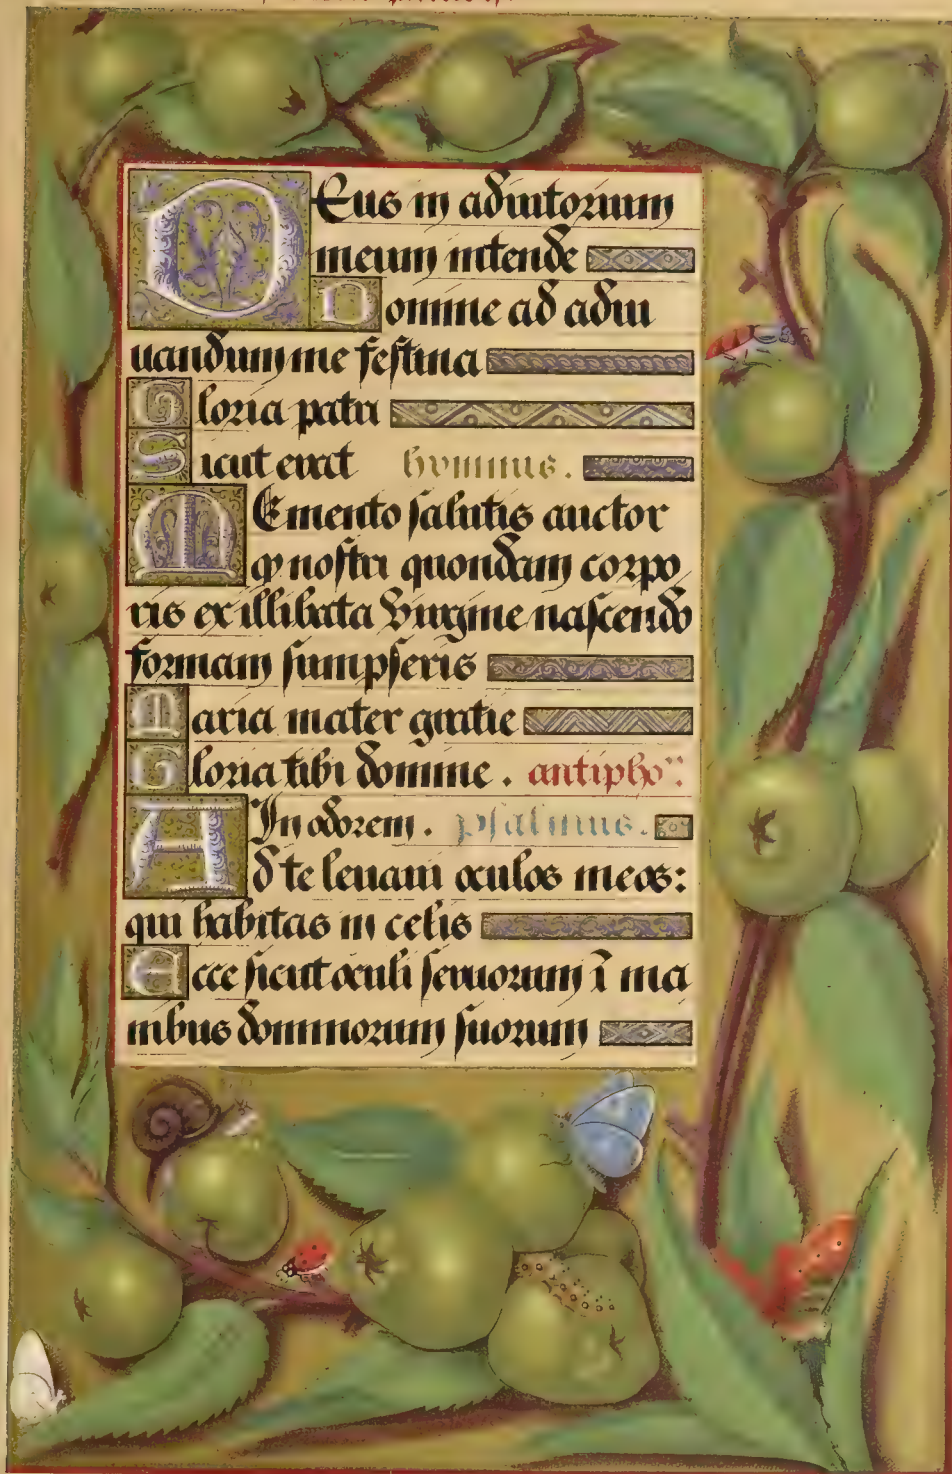 Deus in adiutorium
meum intende
Domine ad adiu
uandum me festina
Gloria patri
Sicut erat hymnus.
Memento salutis auctor
nostri quondam corpo
ris ex illibata virgine nascendo
formam sumpseris
Maria mater gratie
Gloria tibi domine. antipho
In odorem. psalmus.
Ad te leuaui oculos meos:
qui habitas in celis
Ecce sicut oculi seruorum ī ma
nibus dominorum suorum